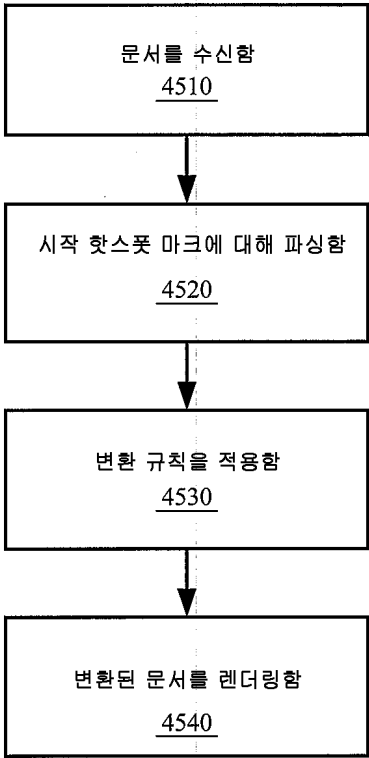 문서를 수신함
4510
시작 핫스폿 마크에 대해 파싱함
4520
변환 규칙을 적용함
4530
변환된 문서를 렌더링함
4540